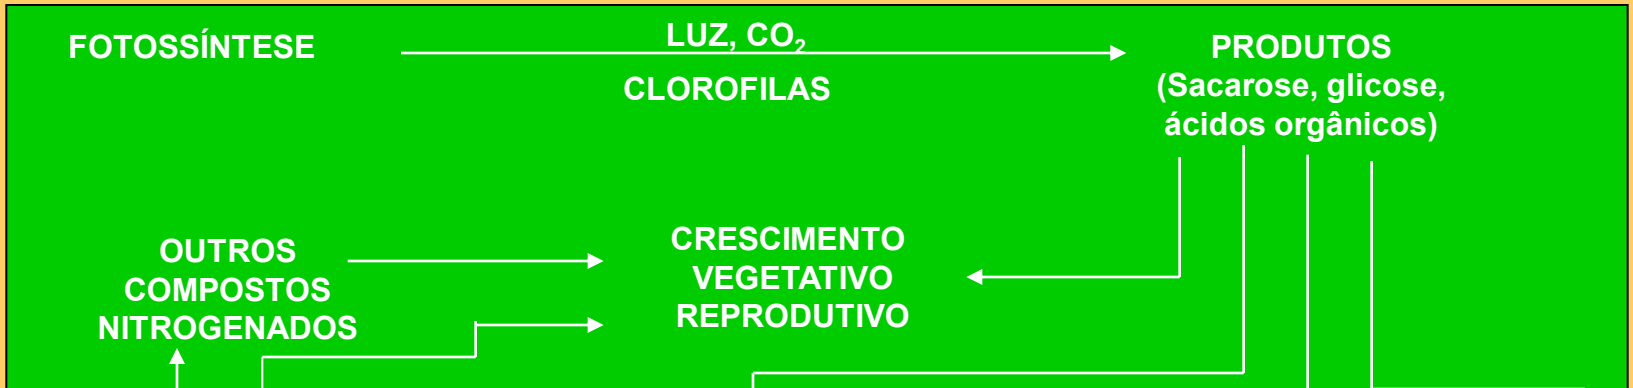 FOTOSSÍNTESE
LUZ, CO₂
CLOROFILAS
PRODUTOS
(Sacarose, glicose,
ácidos orgânicos)
OUTROS
COMPOSTOS
NITROGENADOS
CRESCIMENTO
VEGETATIVO
REPRODUTIVO